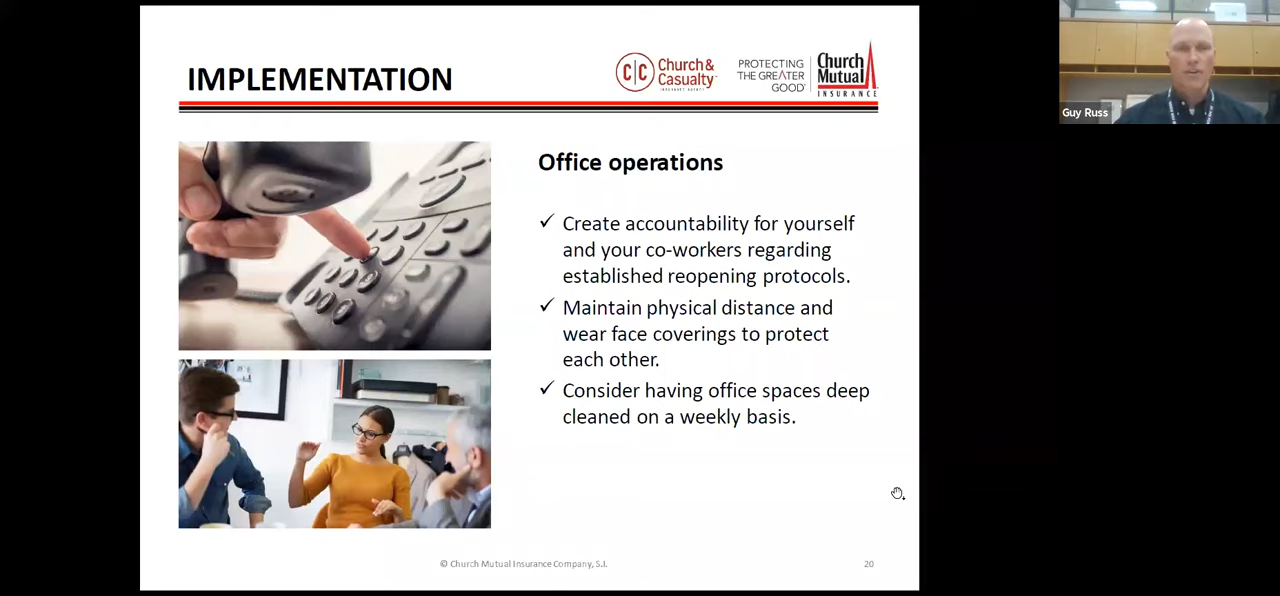 IMPLEMENTATION
C|C
Church &
Casualty
PROTECTING
THE GREATER
GOOD
Church
Mutual
INSURANCE
Guy Russ
Office operations
✓ Create accountability for yourself
and your co-workers regarding
established reopening protocols.
✓ Maintain physical distance and
wear face coverings to protect
each other.
✓ Consider having office spaces deep
cleaned on a weekly basis.
© Church Mutual Insurance Company, S.I.
20